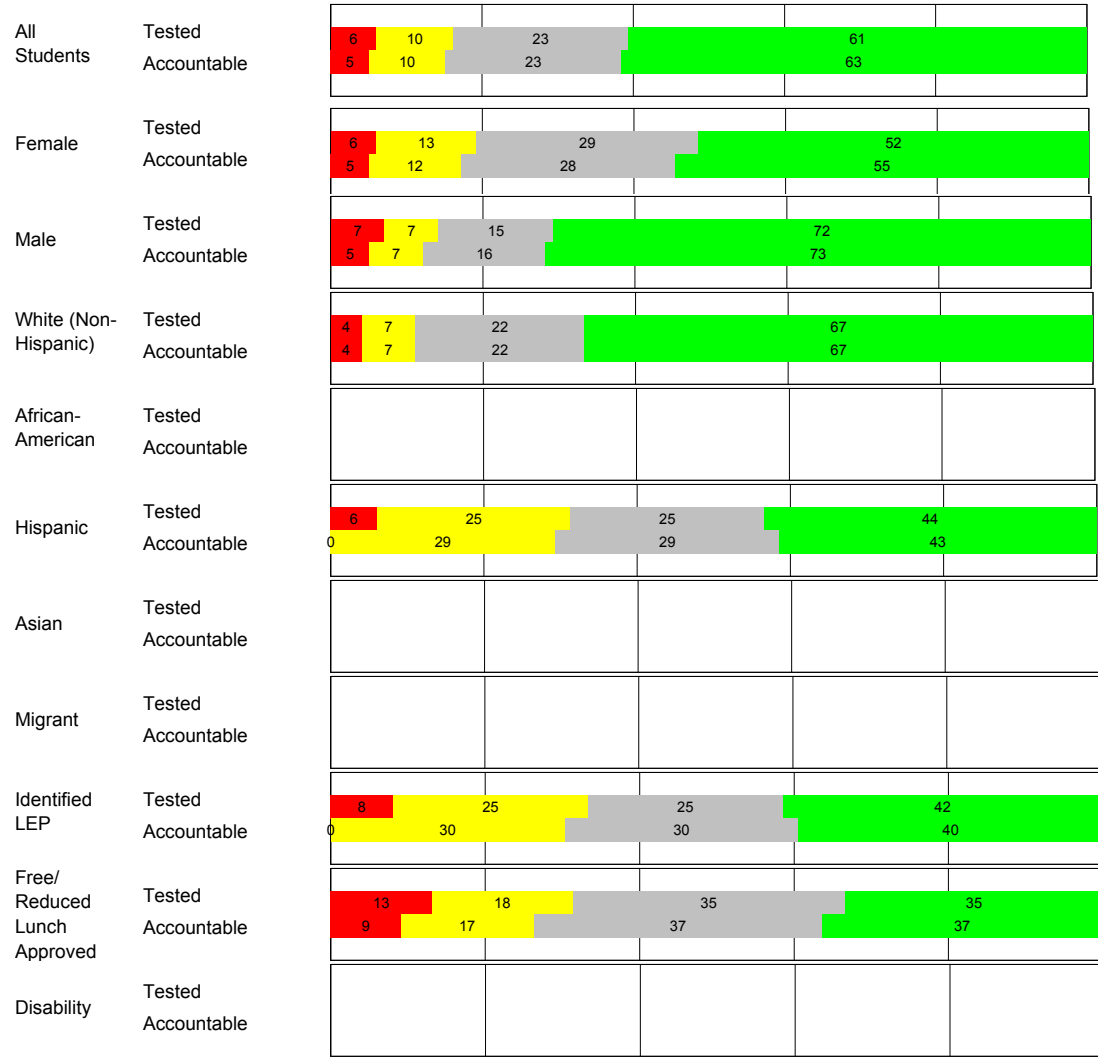 All
Students
Tested
6 10 23 61
Accountable
5 10 23 63
Female
Tested
6 13 29 52
Accountable
5 12 28 55
Male
Tested
7 7 15 72
Accountable
5 7 16 73
White (Non-
Hispanic)
Tested
4 7 22 67
Accountable
4 7 22 67
African-
American
Tested
Accountable
Hispanic
Tested
6 25 25 44
Accountable
0 29 29 43
Asian
Tested
Accountable
Migrant
Tested
Accountable
Identified
LEP
Tested
8 25 25 42
Accountable
0 30 30 40
Free/
Reduced
Lunch
Approved
Tested
13 18 35 35
Accountable
9 17 37 37
Disability
Tested
Accountable